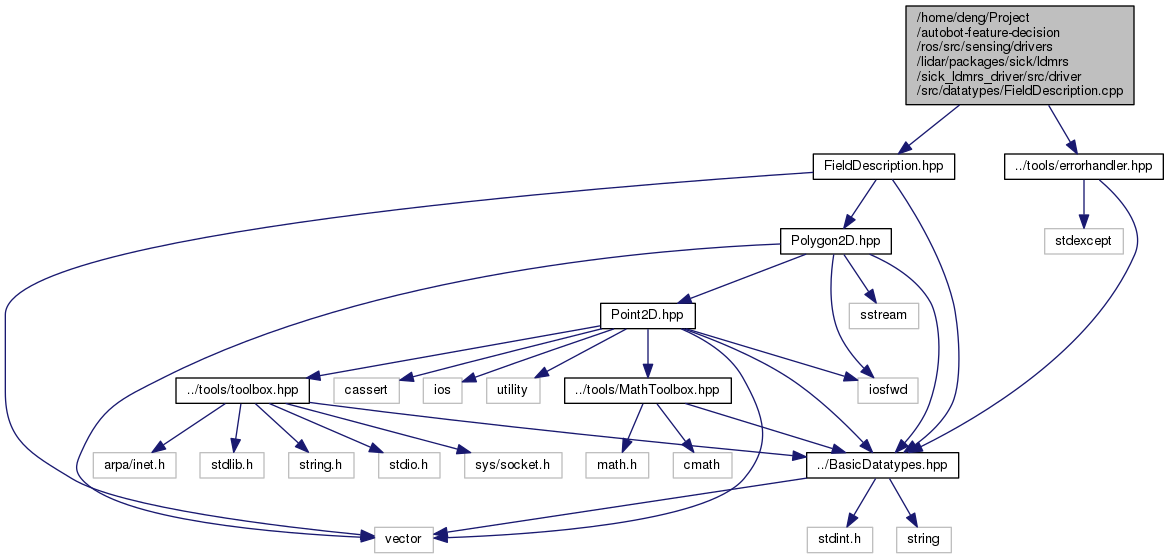 /home/deng/Project
/autobot-feature-decision
/ros/src/sensing/drivers
/lidar/packages/sick/ldmrs
/sick_ldmrs_driver/src/driver
/src/datatypes/FieldDescription.cpp
FieldDescription.hpp
../tools/errorhandler.hpp
Polygon2D.hpp
stdexcept
Point2D.hpp
sstream
../tools/toolbox.hpp
cassert
ios
utility
../tools/MathToolbox.hpp
iosfwd
arpa/inet.h
stdlib.h
string.h
stdio.h
sys/socket.h
math.h
cmath
../BasicDatatypes.hpp
vector
stdint.h
string